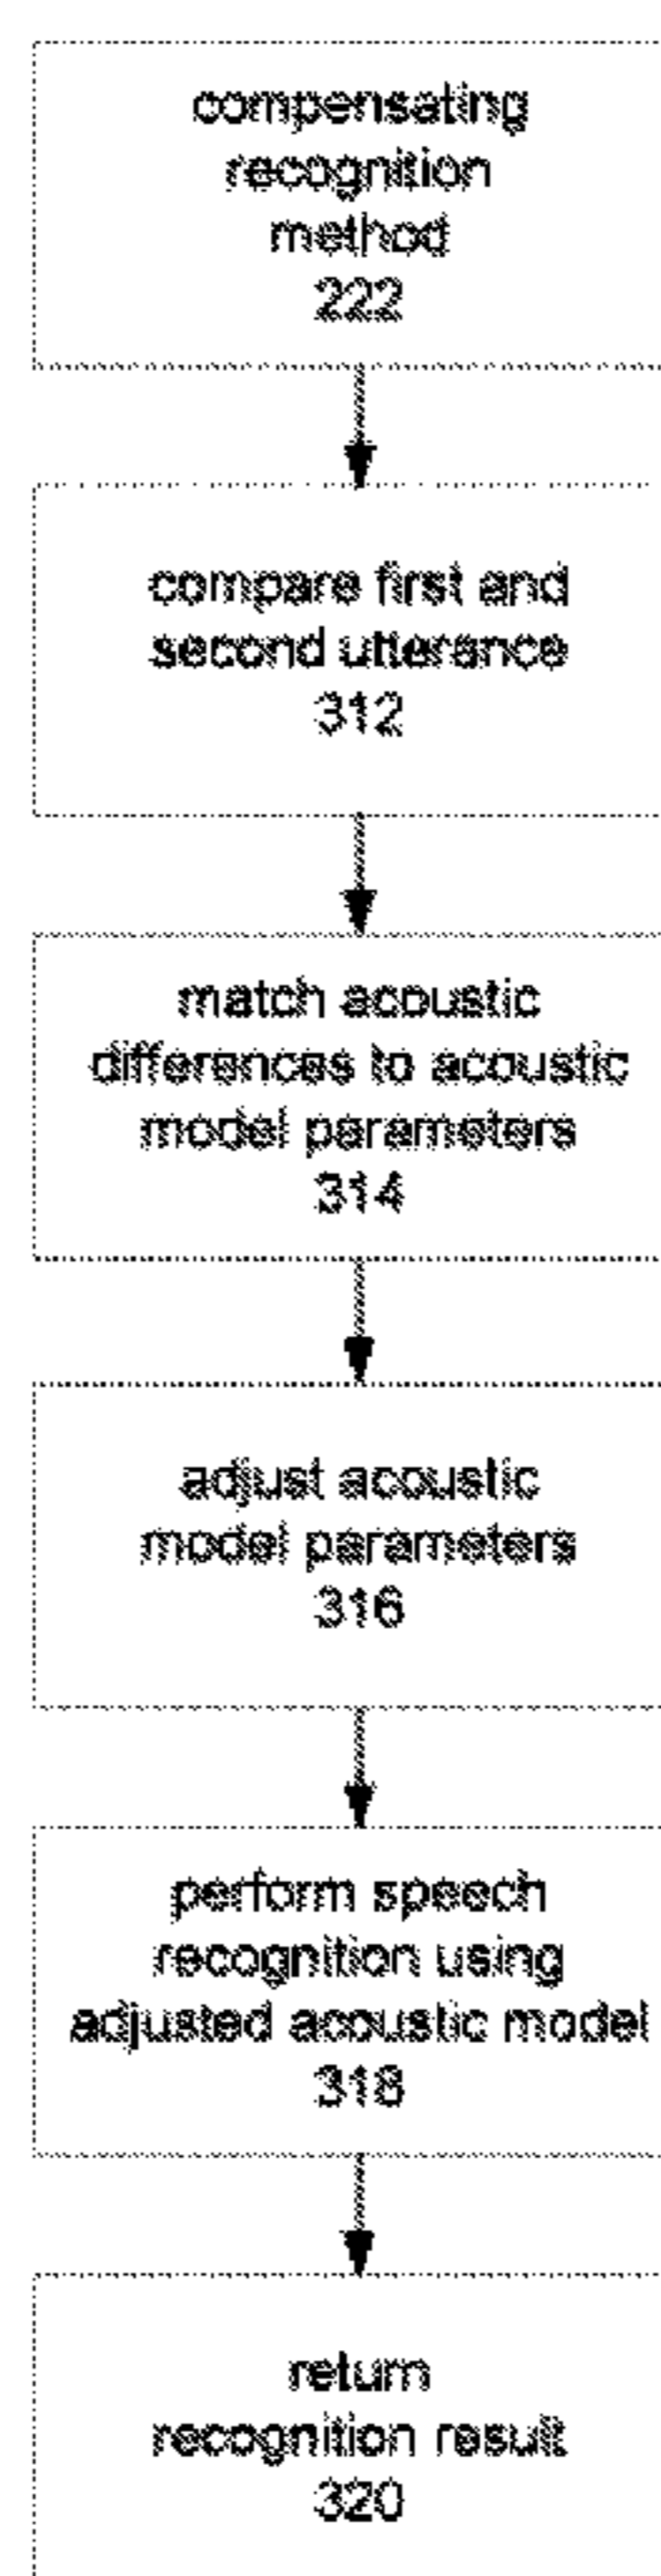 compensating
recognition
method
222
compare first and
second utterance
312
match acoustic
differences to acoustic
model parameters
314
adjust acoustic
model parameters
316
perform speech
recognition using
adjusted acoustic model
318
return
recognition result
320